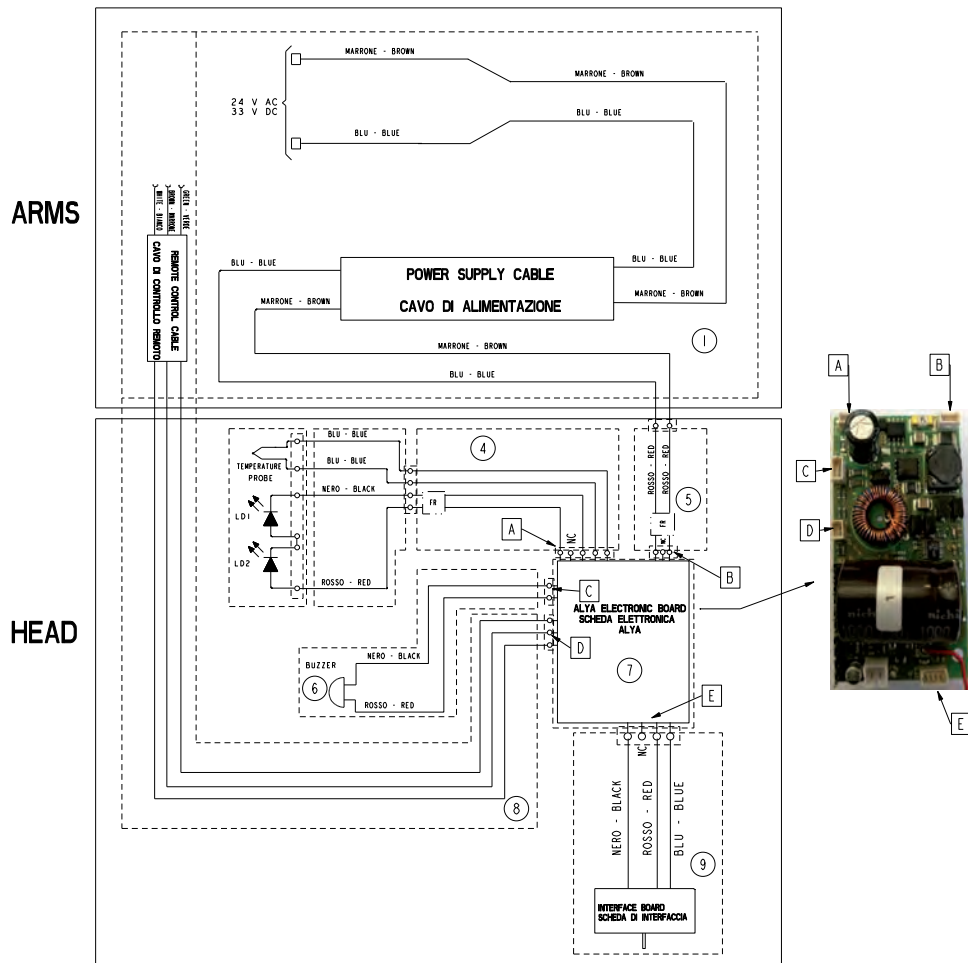 ARMS
MARRONE - BROWN
MARRONE - BROWN
24 V AC
33 V DC
BLU - BLUE
BLU - BLUE
GREEN - VERDE
BROWN - MARRONE
WHITE - BIANCO
REMOTE CONTROL CABLE
CAVO DI CONTROLLO REMOTO
BLU - BLUE
BLU - BLUE
POWER SUPPLY CABLE
CAVO DI ALIMENTAZIONE
MARRONE - BROWN
MARRONE - BROWN
1
MARRONE - BROWN
BLU - BLUE
HEAD
BLU - BLUE
BLU - BLUE
TEMPERATURE
PROBE
NERO - BLACK
LD1
LD2
ROSSO - RED
FR
4
ROSSO - RED
ROSSO - RED
5
FR
NC
A
NC
B
C
D
ALYA ELECTRONIC BOARD
SCHEDA ELETTRONICA
ALYA
7
E
BUZZER
6
NERO - BLACK
ROSSO - RED
8
NC
NERO - BLACK
ROSSO - RED
BLU - BLUE
9
INTERFACE BOARD
SCHEDA DI INTERFACCIA
A
B
C
D
E